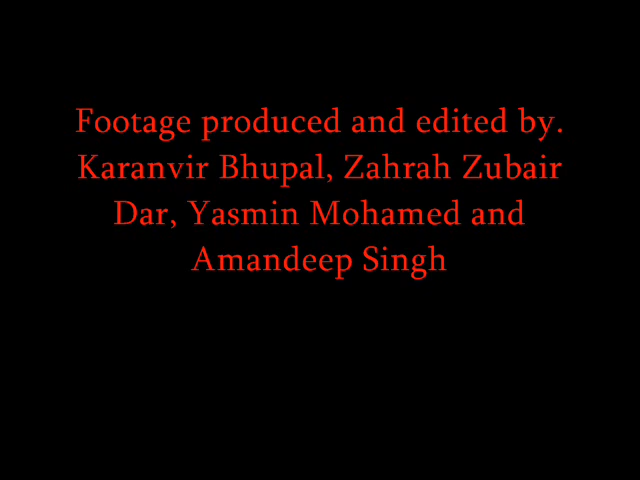 Footage produced and edited by.
Karanvir Bhupal, Zahrah Zubair
Dar, Yasmin Mohamed and
Amandeep Singh